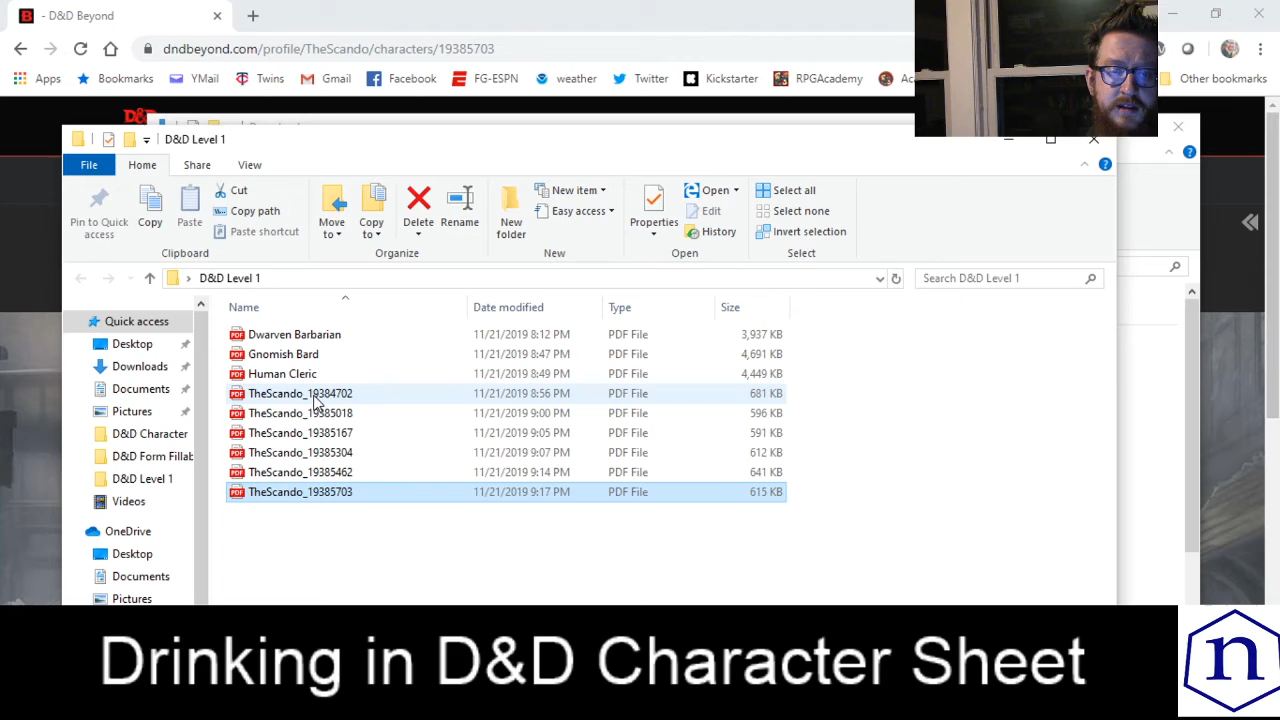 - D&D Beyond
dndbeyond.com/profile/TheScando/characters/19385703
Apps Bookmarks YMail Twins Gmail Facebook FG-ESPN weather Twitter Kickstarter RPGAcademy Other bookmarks
D&D Level 1
File Home Share View
Pin to Quick access
Copy
Paste
Cut
Copy path
Paste shortcut
Clipboard
Move to
Copy to
Delete
Rename
Organize
New folder
New item
Easy access
New
Properties
Open
Edit
History
Open
Select all
Select none
Invert selection
Select
D&D Level 1
Search D&D Level 1
Name Date modified Type Size
Quick access
Desktop
Downloads
Documents
Pictures
D&D Character
D&D Form Fillab
D&D Level 1
Videos
OneDrive
Desktop
Documents
Pictures
Dwarven Barbarian 11/21/2019 8:12 PM PDF File 3,937 KB
Gnomish Bard 11/21/2019 8:47 PM PDF File 4,691 KB
Human Cleric 11/21/2019 8:49 PM PDF File 4,449 KB
TheScando_19384702 11/21/2019 8:56 PM PDF File 681 KB
TheScando_19385018 11/21/2019 9:00 PM PDF File 596 KB
TheScando_19385167 11/21/2019 9:05 PM PDF File 591 KB
TheScando_19385304 11/21/2019 9:07 PM PDF File 612 KB
TheScando_19385462 11/21/2019 9:14 PM PDF File 641 KB
TheScando_19385703 11/21/2019 9:17 PM PDF File 615 KB
Drinking in D&D Character Sheet
n